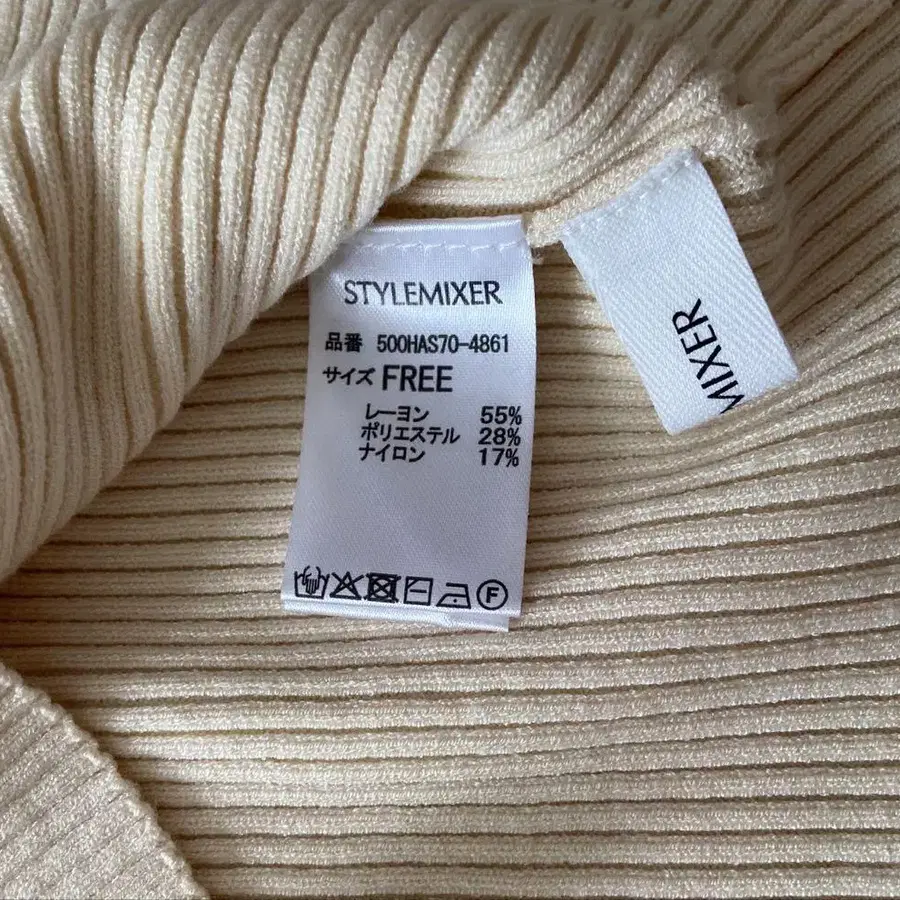 STYLEMIXER
品番 500HAS70-4861
サイズ FREE
レーヨン 55%
ポリエステル 28%
ナイロン 17%
F
MIXER